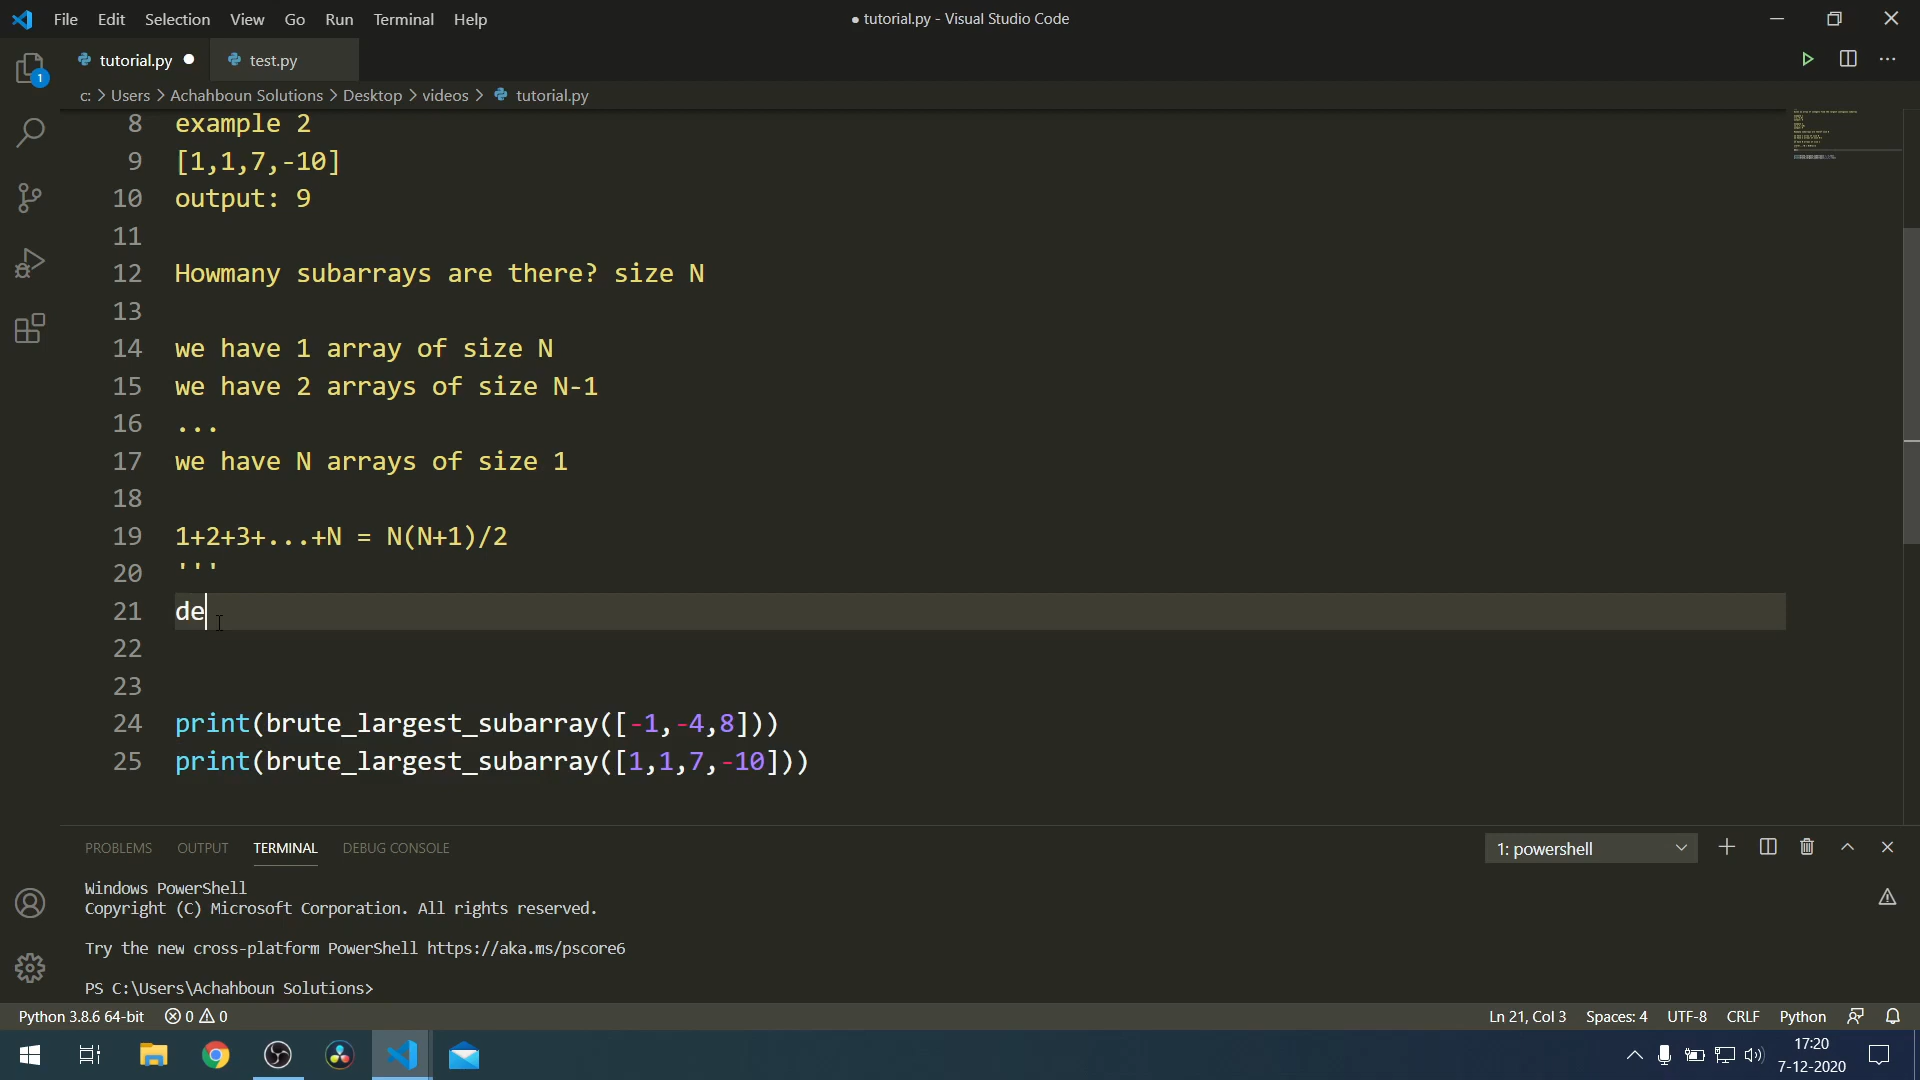 File Edit Selection View Go Run Terminal Help
● tutorial.py - Visual Studio Code
tutorial.py ●
test.py
1
c: > Users > Achahboun Solutions > Desktop > videos > tutorial.py
8 example 2
9 [1,1,7,-10]
10 output: 9
11
12 Howmany subarrays are there? size N
13
14 we have 1 array of size N
15 we have 2 arrays of size N-1
16 ...
17 we have N arrays of size 1
18
19 1+2+3+...+N = N(N+1)/2
20 '''
21 de
22
23
24 print(brute_largest_subarray([-1,-4,8]))
25 print(brute_largest_subarray([1,1,7,-10]))
PROBLEMS OUTPUT TERMINAL DEBUG CONSOLE
1: powershell
Windows PowerShell
Copyright (C) Microsoft Corporation. All rights reserved.
Try the new cross-platform PowerShell https://aka.ms/pscore6
PS C:\Users\Achahboun Solutions>
Python 3.8.6 64-bit 0 0
Ln 21, Col 3 Spaces: 4 UTF-8 CRLF Python
17:20
7-12-2020